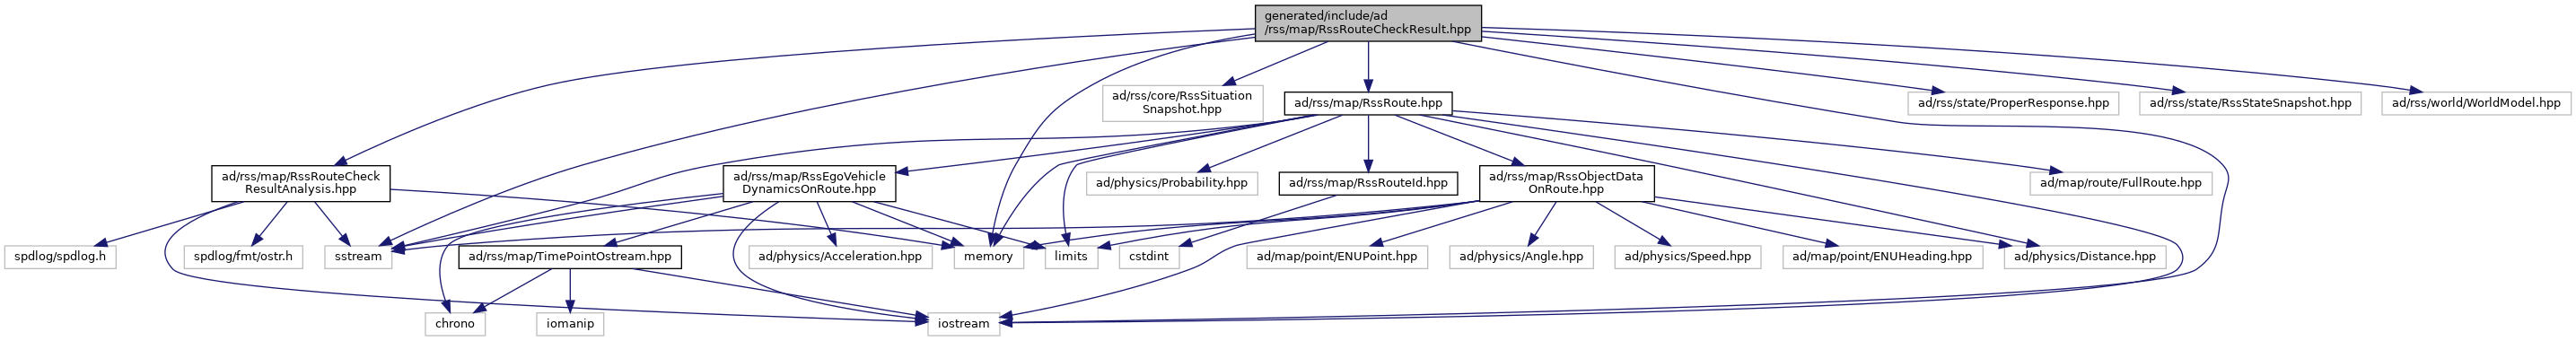 generated/include/ad
/rss/map/RssRouteCheckResult.hpp
ad/rss/core/RssSituation
Snapshot.hpp
ad/rss/map/RssRoute.hpp
ad/rss/state/ProperResponse.hpp
ad/rss/state/RssStateSnapshot.hpp
ad/rss/world/WorldModel.hpp
ad/rss/map/RssRouteCheck
ResultAnalysis.hpp
ad/rss/map/RssEgoVehicle
DynamicsOnRoute.hpp
ad/physics/Probability.hpp
ad/rss/map/RssRouteId.hpp
ad/rss/map/RssObjectData
OnRoute.hpp
ad/map/route/FullRoute.hpp
spdlog/spdlog.h
spdlog/fmt/ostr.h
sstream
ad/rss/map/TimePointOstream.hpp
ad/physics/Acceleration.hpp
memory
limits
cstdint
ad/map/point/ENUPoint.hpp
ad/physics/Angle.hpp
ad/physics/Speed.hpp
ad/map/point/ENUHeading.hpp
ad/physics/Distance.hpp
chrono
iomanip
iostream